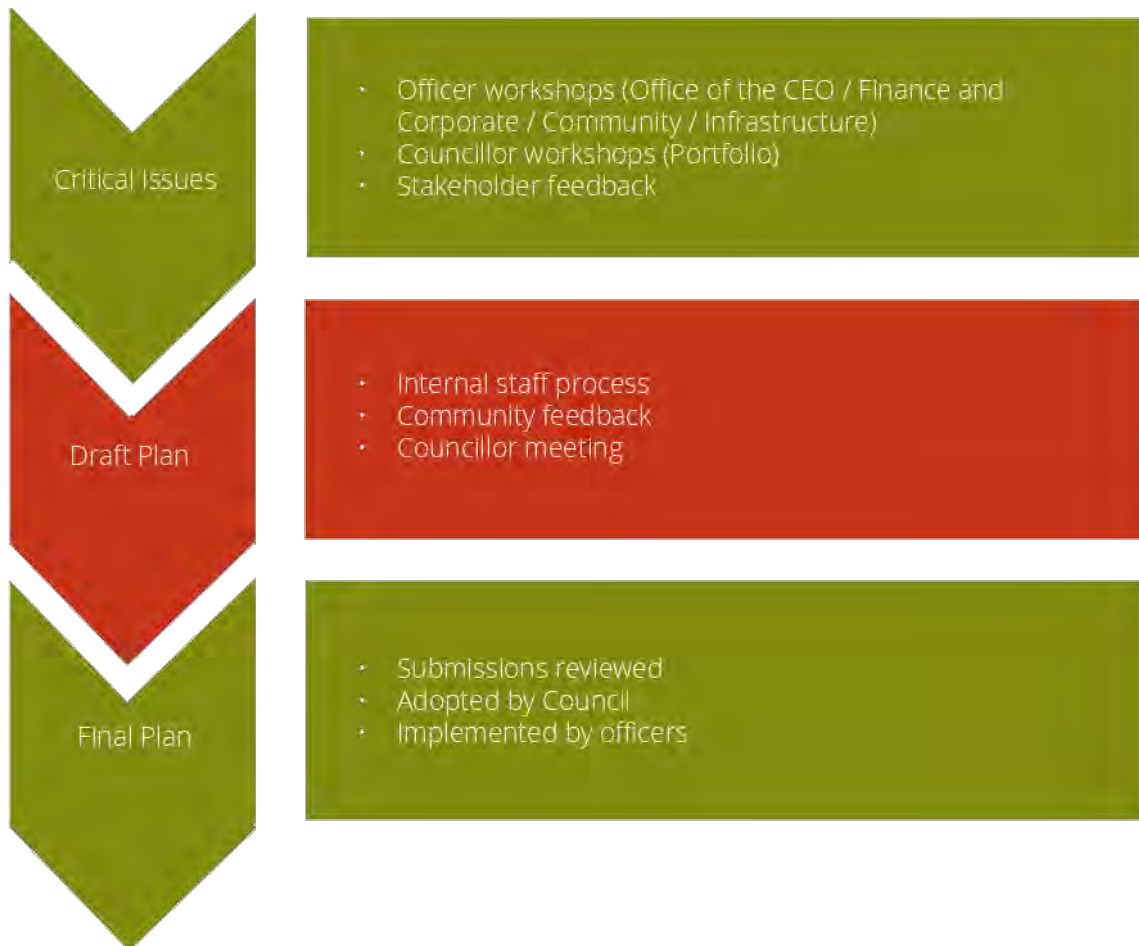 Critical Issues
· Officer workshops (Office of the CEO / Finance and
Corporate / Community / Infrastructure)
· Councillor workshops (Portfolio)
· Stakeholder feedback
Draft Plan
· Internal staff process
· Community feedback
· Councillor meeting
Final Plan
· Submissions reviewed
· Adopted by Council
· Implemented by officers